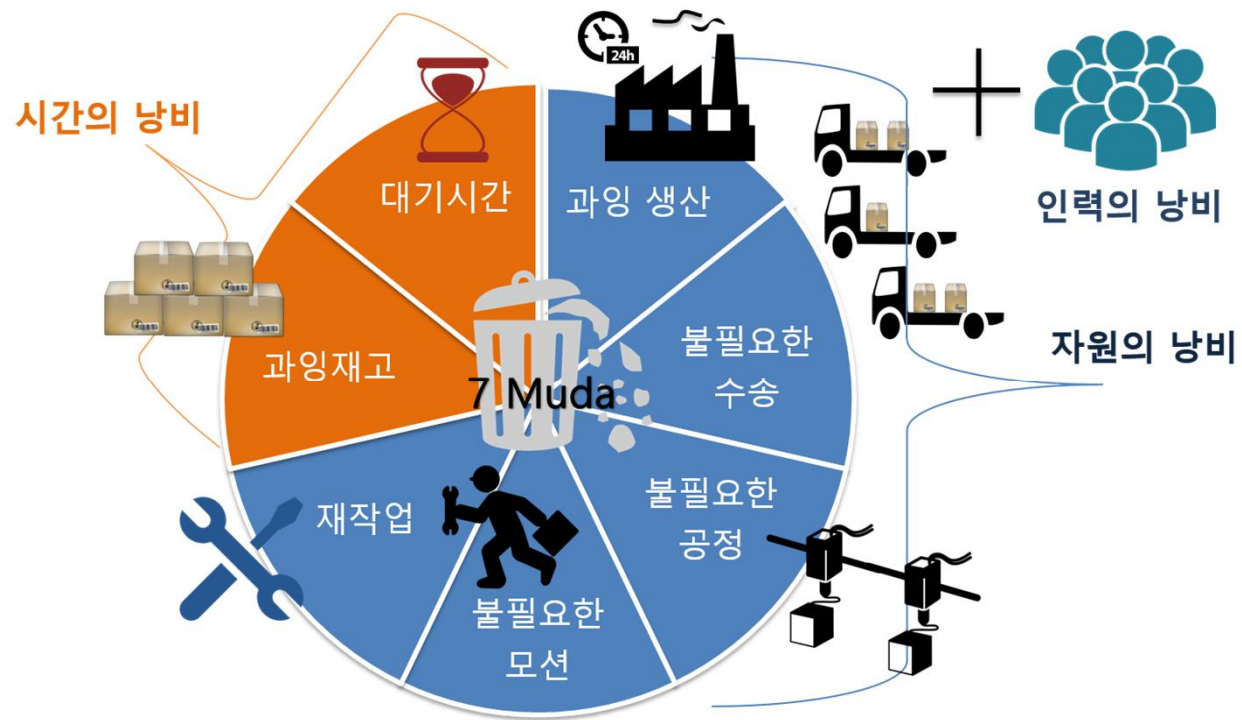 24h
시간의 낭비
대기시간
과잉 생산
인력의 낭비
불필요한
수송
자원의 낭비
과잉재고
7 Muda
재작업
불필요한
공정
불필요한
모션